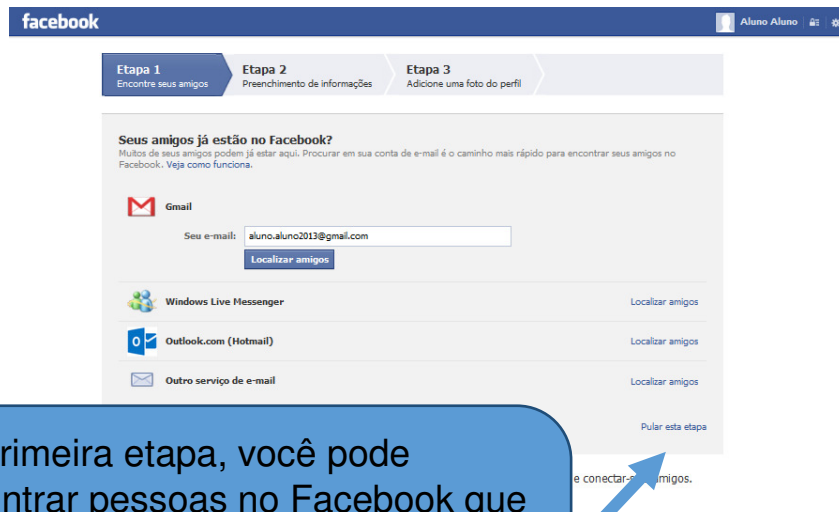 facebook
Aluno Aluno
Etapa 1
Encontre seus amigos
Etapa 2
Preenchimento de informações
Etapa 3
Adicione uma foto do perfil
Seus amigos já estão no Facebook?
Muitos de seus amigos podem já estar aqui. Procurar em sua conta de e-mail é o caminho mais rápido para encontrar seus amigos no
Facebook. Veja como funciona.
Gmail
Seu e-mail: aluno.aluno2013@gmail.com
Localizar amigos
Windows Live Messenger Localizar amigos
Outlook.com (Hotmail) Localizar amigos
Outro serviço de e-mail Localizar amigos
Pular esta etapa
e conectar-s migos.
rimeira etapa, você pode
ntrar pessoas no Facebook que